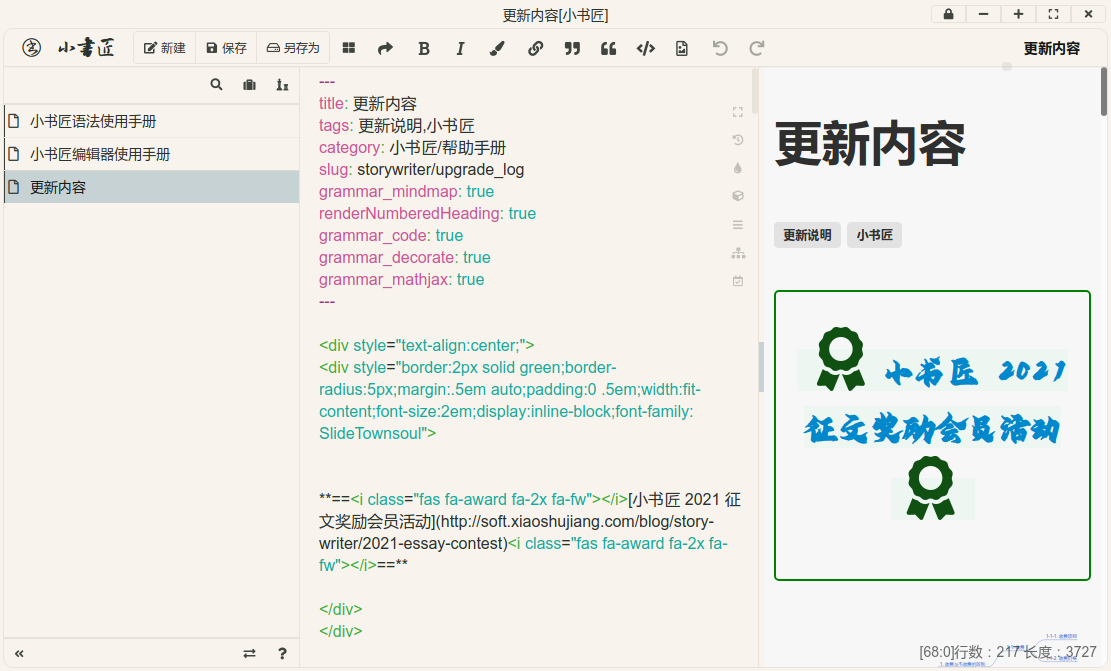 更新内容[小书匠]
小书匠
新建
保存
另存为
更新内容
小书匠语法使用手册
小书匠编辑器使用手册
更新内容
---
title: 更新内容
tags: 更新说明,小书匠
category: 小书匠/帮助手册
slug: storywriter/upgrade_log
grammar_mindmap: true
renderNumberedHeading: true
grammar_code: true
grammar_decorate: true
grammar_mathjax: true
---
<div style="text-align:center;">
<div style="border:2px solid green;border-
radius:5px;margin:.5em auto;padding:0 .5em;width:fit-
content;font-size:2em;display:inline-block;font-family:
SlideTownsoul">
**==<i class="fas fa-award fa-2x fa-fw"></i>[小书匠 2021 征
文奖励会员活动](http://soft.xiaoshujiang.com/blog/story-
writer/2021-essay-contest)<i class="fas fa-award fa-2x fa-
fw"></i>==**
</div>
</div>
更新内容
更新说明 小书匠
小书匠 2021
征文奖励会员活动
[68:0]行数：217 长度：3727